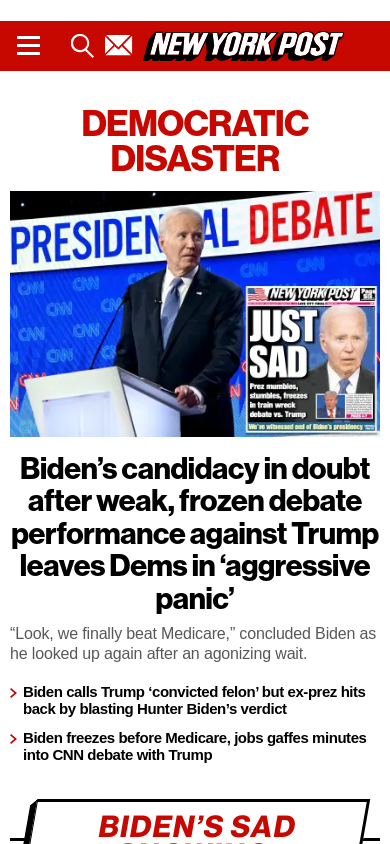 NEW YORK POST
DEMOCRATIC
DISASTER
PRESIDENTIAL DEBATE
CNN
NEW YORK POST
JUST
SAD
Prez mumbles,
stumbles, freezes
in train wreck
debate vs. Trump
We've witnessed end of Biden's presidency
Biden’s candidacy in doubt
after weak, frozen debate
performance against Trump
leaves Dems in ‘aggressive
panic’
“Look, we finally beat Medicare,” concluded Biden as
he looked up again after an agonizing wait.
Biden calls Trump ‘convicted felon’ but ex-prez hits
back by blasting Hunter Biden’s verdict
Biden freezes before Medicare, jobs gaffes minutes
into CNN debate with Trump
BIDEN’S SAD